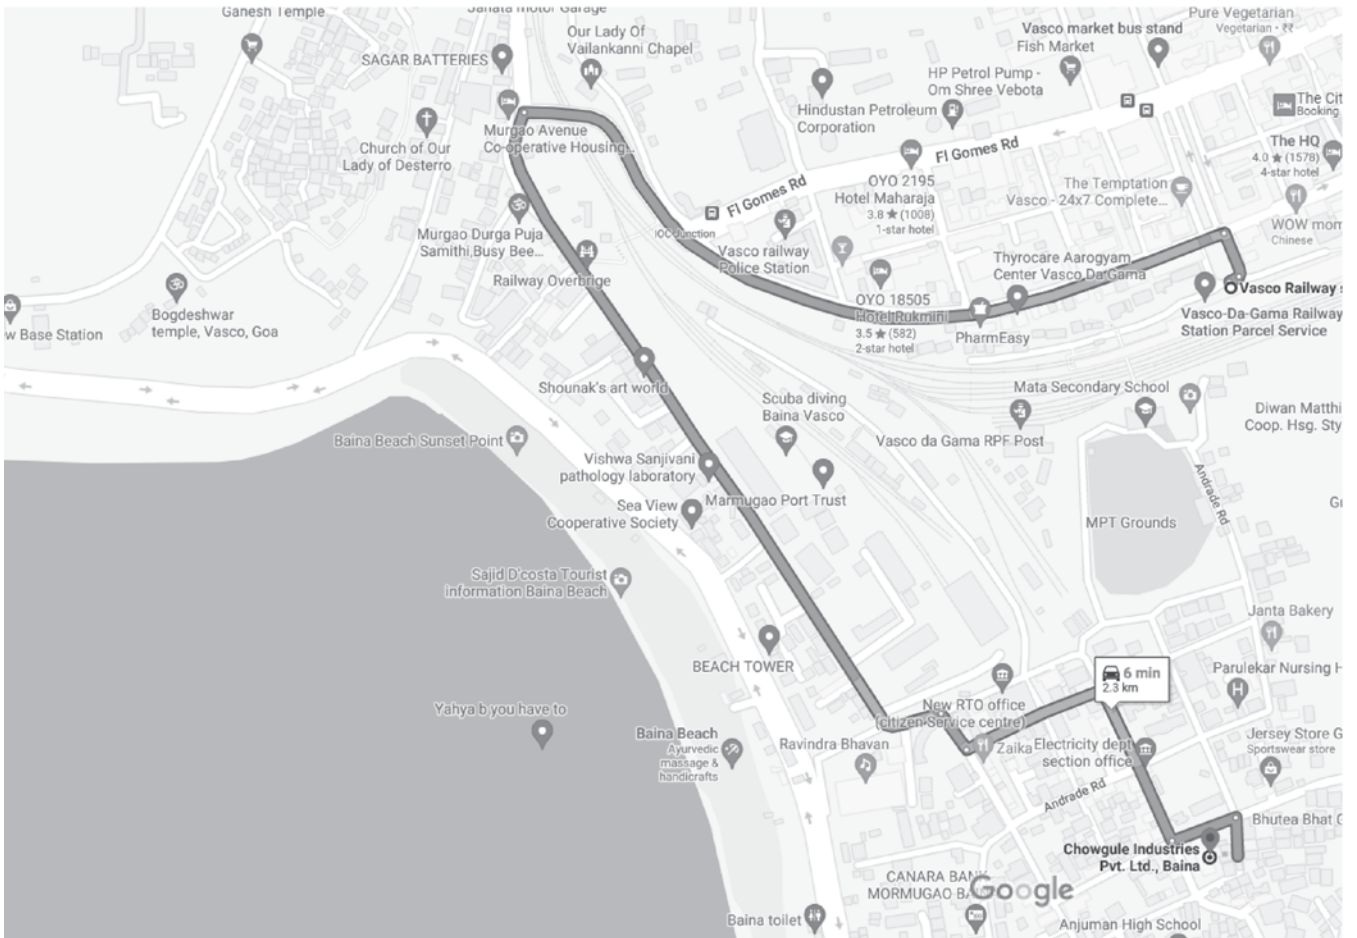 Ganesh Temple
Janata Motor Garage
Pure Vegetarian
Vegetarian · ₹₹
Our Lady Of
Vailankanni Chapel
Vasco market bus stand
Fish Market
SAGAR BATTERIES
HP Petrol Pump -
Om Shree Vebota
Hindustan Petroleum
Corporation
The Cit
Booking
Murgao Avenue
Co-operative Housing...
Church of Our
Lady of Desterro
Fl Gomes Rd
The HQ
4.0 ★ (1578)
4-star hotel
OYO 2195
Hotel Maharaja
3.8 ★ (1008)
1-star hotel
The Temptation
Vasco - 24x7 Complete...
Fl Gomes Rd
IOC Junction
WOW mom
Chinese
Murgao Durga Puja
Samithi,Busy Bee...
Vasco railway
Police Station
Thyrocare Aarogyam
Center Vasco Da Gama
Railway Overbrige
Vasco Railway s
OYO 18505
Hotel Rukmini
3.5 ★ (582)
2-star hotel
PharmEasy
Vasco-Da-Gama Railway
Station Parcel Service
Bogdeshwar
temple, Vasco, Goa
w Base Station
Shounak's art world
Mata Secondary School
Scuba diving
Baina Vasco
Diwan Matthi
Coop. Hsg. Sty
Baina Beach Sunset Point
Vasco da Gama RPF Post
Vishwa Sanjivani
pathology laboratory
Andrade Rd
Marmugao Port Trust
Sea View
Cooperative Society
MPT Grounds
Gi
Sajid D'costa Tourist
information Baina Beach
Janta Bakery
BEACH TOWER
6 min
2.3 km
Parulekar Nursing H
Yahya b you have to
New RTO office
(citizen Service centre)
Baina Beach
Ayurvedic
massage &
handicrafts
Ravindra Bhavan
Zaika
Electricity dept
section office
Jersey Store G
Sportswear store
Andrade Rd
Bhutea Bhat G
Chowgule Industries
Pvt. Ltd., Baina
CANARA BANK
MORMUGAO BA
Google
Baina toilet
Anjuman High School